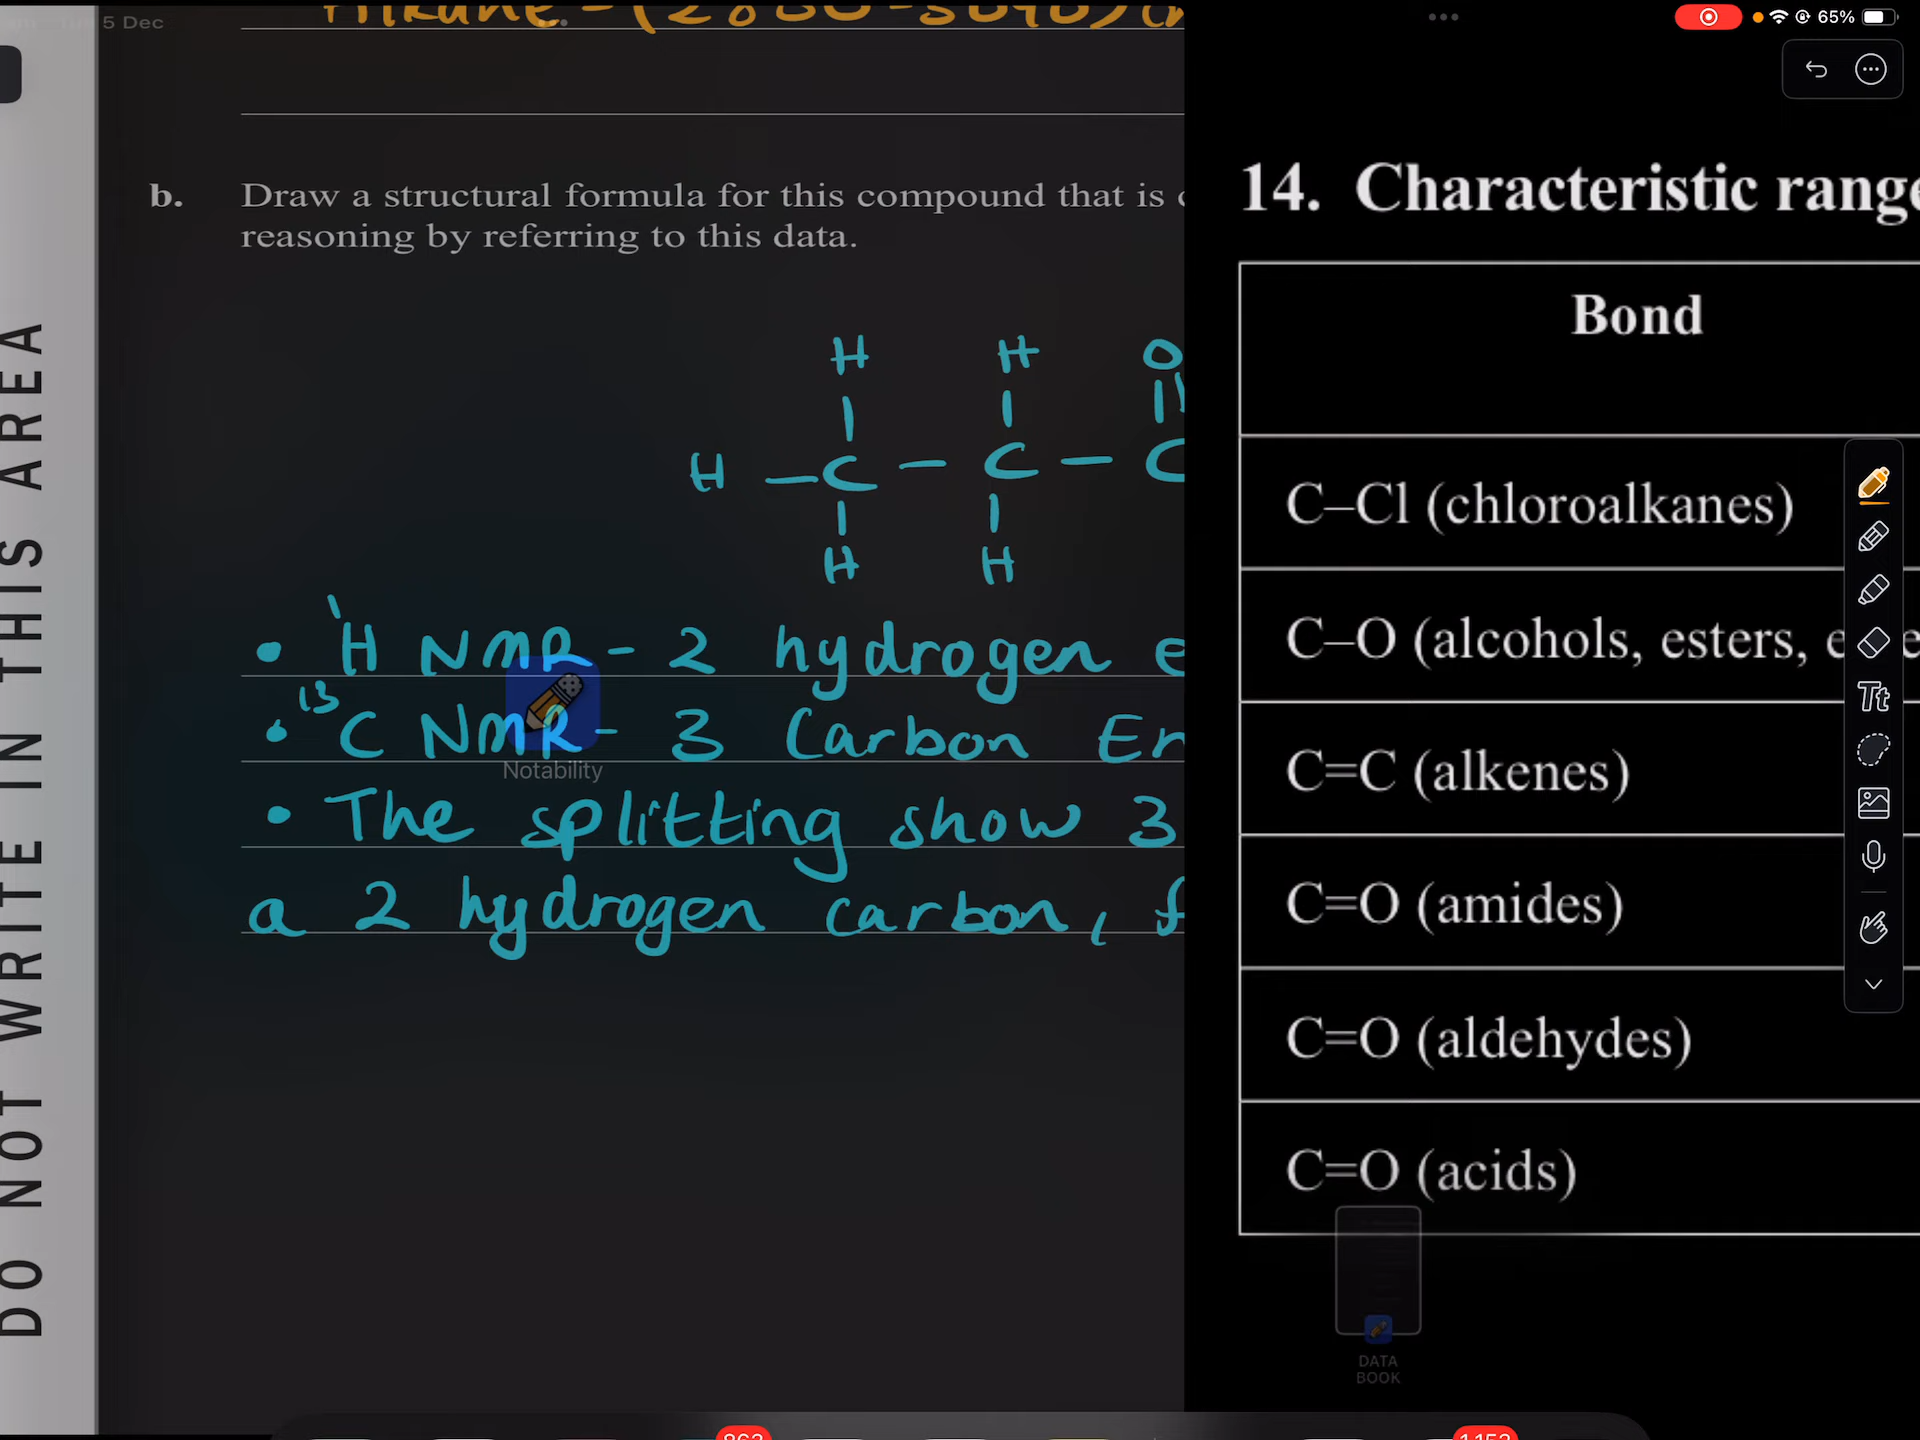 5 Dec
65%
b. Draw a structural formula for this compound that is
reasoning by referring to this data.
H H O
H – C – C – C
H H
• ¹H NMR - 2 hydrogen
• ¹³C NMR - 3 Carbon
• The splitting show 3
a 2 hydrogen carbon,
Notability
DO NOT WRITE IN THIS AREA
14. Characteristic range
Bond
C–Cl (chloroalkanes)
C–O (alcohols, esters,
C=C (alkenes)
C=O (amides)
C=O (aldehydes)
C=O (acids)
Tt
DATA
BOOK